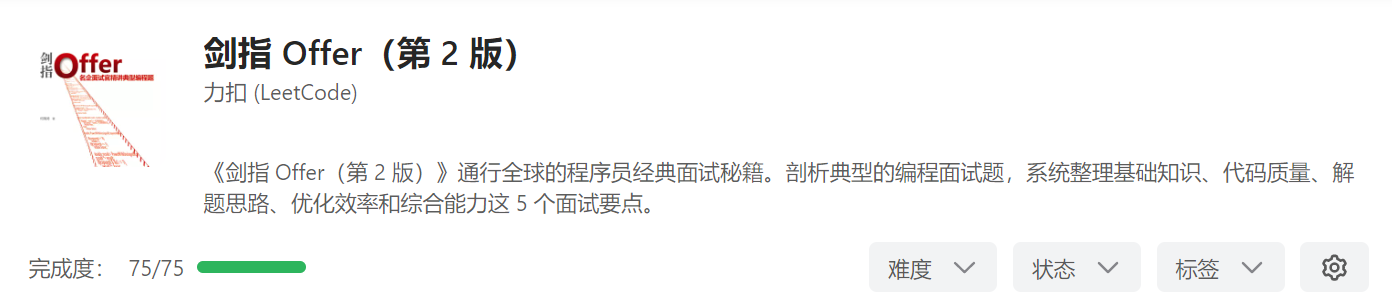 剑指 Offer
名企面试官精讲典型编程题
剑指 Offer（第 2 版）
力扣 (LeetCode)
《剑指 Offer（第 2 版）》通行全球的程序员经典面试秘籍。剖析典型的编程面试题，系统整理基础知识、代码质量、解
题思路、优化效率和综合能力这 5 个面试要点。
完成度： 75/75
难度
状态
标签